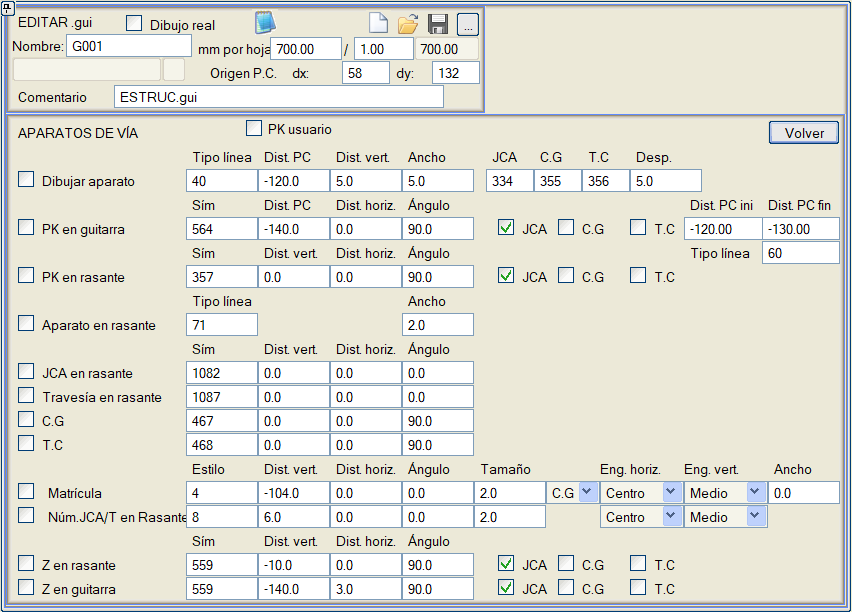 EDITAR .gui Dibujo real ...
Nombre: G001 mm por hoja 700.00 / 1.00 700.00
Origen P.C. dx: 58 dy: 132
Comentario ESTRUC.gui
APARATOS DE VÍA PK usuario Volver
Tipo línea Dist. PC Dist. vert. Ancho JCA C.G T.C Desp.
Dibujar aparato 40 -120.0 5.0 5.0 334 355 356 5.0
Sím Dist. PC Dist. horiz. Ángulo Dist. PC ini Dist. PC fin
PK en guitarra 564 -140.0 0.0 90.0 JCA C.G T.C -120.00 -130.00
Sím Dist. vert. Dist. horiz. Ángulo Tipo línea 60
PK en rasante 357 0.0 0.0 90.0 JCA C.G T.C
Tipo línea Ancho
Aparato en rasante 71 2.0
Sím Dist. vert. Dist. horiz. Ángulo
JCA en rasante 1082 0.0 0.0 0.0
Travesía en rasante 1087 0.0 0.0 0.0
C.G 467 0.0 0.0 90.0
T.C 468 0.0 0.0 90.0
Estilo Dist. vert. Dist. horiz. Ángulo Tamaño Eng. horiz. Eng. vert. Ancho
Matrícula 4 -104.0 0.0 0.0 2.0 C.G Centro Medio 0.0
Núm.JCA/T en Rasante 8 6.0 0.0 0.0 2.0 Centro Medio
Sím Dist. vert. Dist. horiz. Ángulo
Z en rasante 559 -10.0 0.0 90.0 JCA C.G T.C
Z en guitarra 559 -140.0 3.0 90.0 JCA C.G T.C